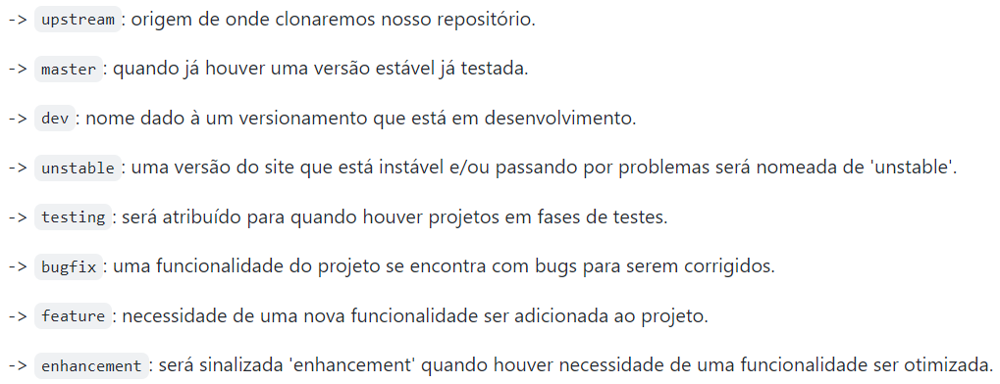 -> upstream: origem de onde clonaremos nosso repositório.
-> master: quando já houver uma versão estável já testada.
-> dev: nome dado à um versionamento que está em desenvolvimento.
-> unstable: uma versão do site que está instável e/ou passando por problemas será nomeada de 'unstable'.
-> testing: será atribuído para quando houver projetos em fases de testes.
-> bugfix: uma funcionalidade do projeto se encontra com bugs para serem corrigidos.
-> feature: necessidade de uma nova funcionalidade ser adicionada ao projeto.
-> enhancement: será sinalizada 'enhancement' quando houver necessidade de uma funcionalidade ser otimizada.